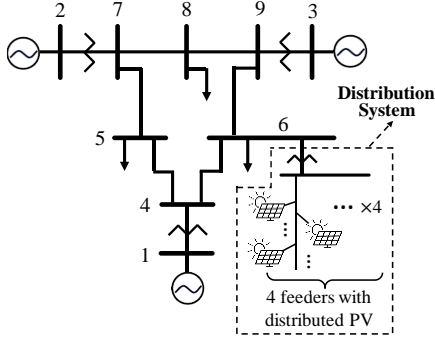 2 7 8 9 3
Distribution
System
5 6
4
... ×4
1
4 feeders with
distributed PV